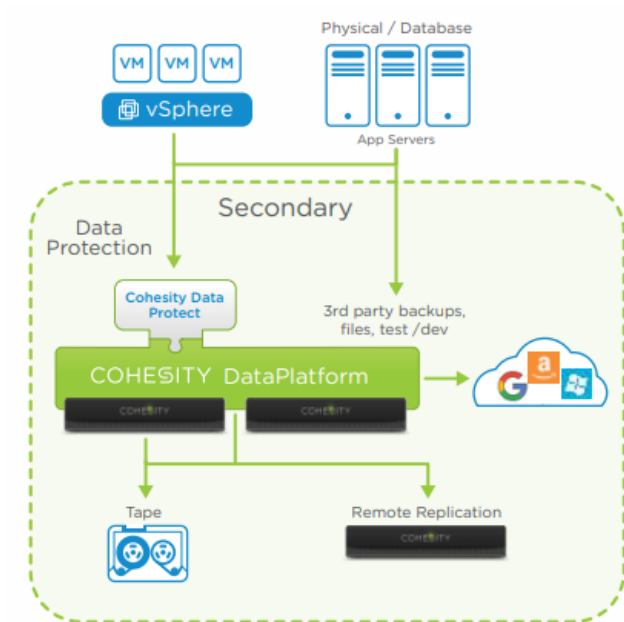 Physical / Database
VM VM VM
vSphere
App Servers
Secondary
Data
Protection
Cohesity Data
Protect
3rd party backups,
files, test /dev
COHESITY DataPlatform
COHESITY COHESITY
Tape
Remote Replication
COHESITY